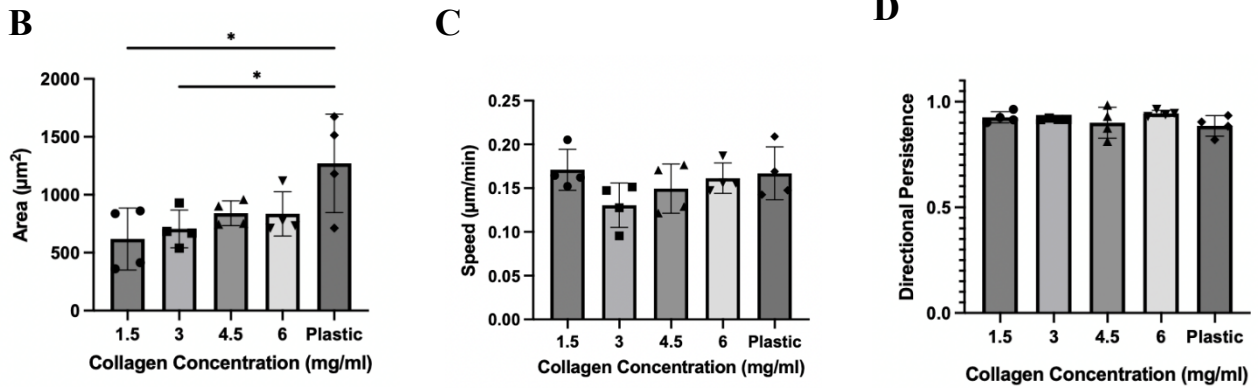 B
*
*
2000
1500
1000
500
0
Area (µm²)
1.5 3 4.5 6 Plastic
Collagen Concentration (mg/ml)
C
0.25
0.20
0.15
0.10
0.05
0.00
Speed (µm/min)
1.5 3 4.5 6 Plastic
Collagen Concentration (mg/ml)
D
1.0
0.5
0.0
Directional Persistence
1.5 3 4.5 6 Plastic
Collagen Concentration (mg/ml)